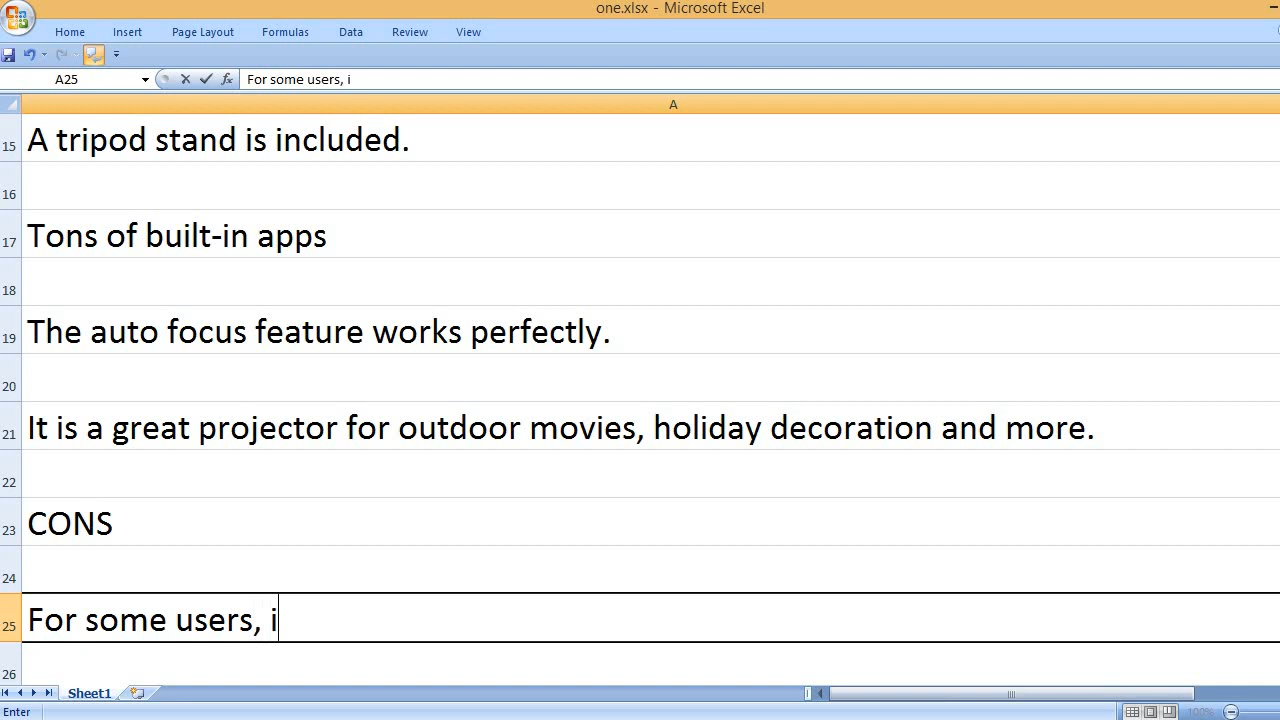 one.xlsx - Microsoft Excel
Home Insert Page Layout Formulas Data Review View
A25 fx For some users, i
A
15 A tripod stand is included.
16
17 Tons of built-in apps
18
19 The auto focus feature works perfectly.
20
21 It is a great projector for outdoor movies, holiday decoration and more.
22
23 CONS
24
25 For some users, i
26
Sheet1
Enter 100%